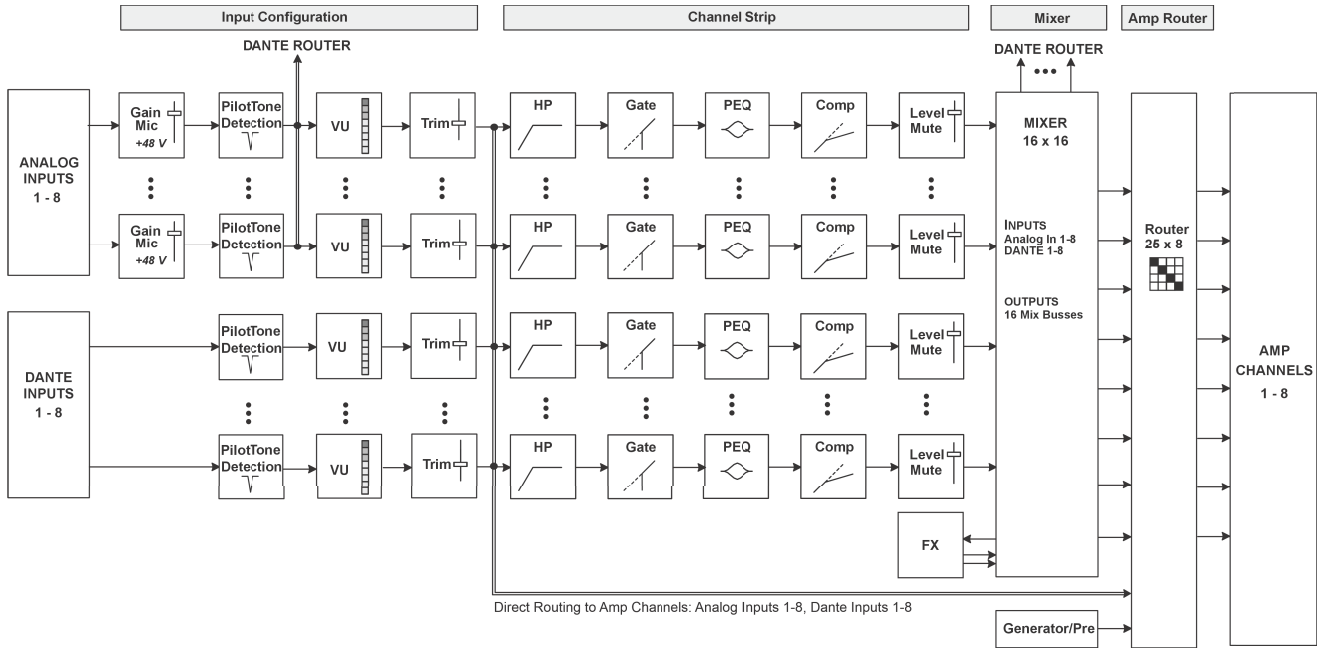 Input Configuration
Channel Strip
Mixer
Amp Router
DANTE ROUTER
DANTE ROUTER
ANALOG
INPUTS
1 - 8
Gain
Mic
+48 V
PilotTone
Detection
VU
Trim
HP
Gate
PEQ
Comp
Level
Mute
MIXER
16 x 16
Gain
Mic
+48 V
PilotTone
Detection
VU
Trim
HP
Gate
PEQ
Comp
Level
Mute
INPUTS
Analog In 1-8
DANTE 1-8
OUTPUTS
16 Mix Busses
Router
25 x 8
DANTE
INPUTS
1 - 8
PilotTone
Detection
VU
Trim
HP
Gate
PEQ
Comp
Level
Mute
AMP
CHANNELS
1 - 8
PilotTone
Detection
VU
Trim
HP
Gate
PEQ
Comp
Level
Mute
FX
Direct Routing to Amp Channels: Analog Inputs 1-8, Dante Inputs 1-8
Generator/Pre